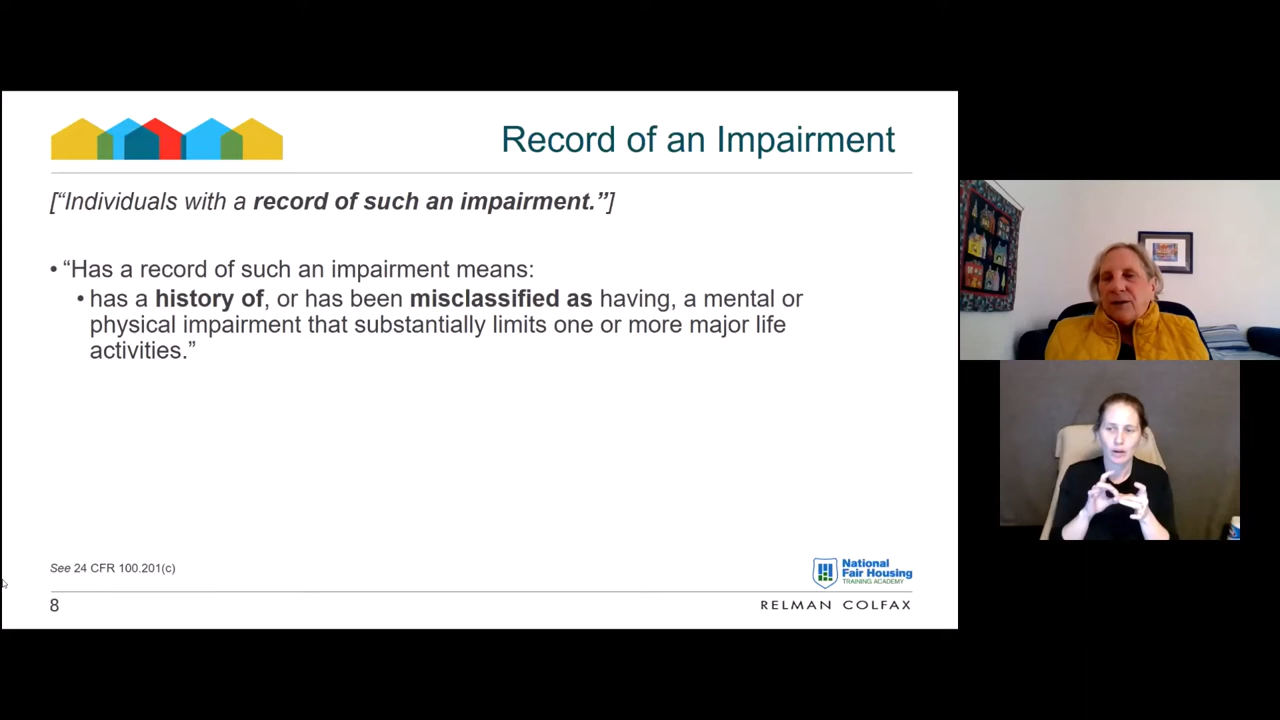 Record of an Impairment
[“Individuals with a record of such an impairment.”]
• “Has a record of such an impairment means:
• has a history of, or has been misclassified as having, a mental or
physical impairment that substantially limits one or more major life
activities.”
See 24 CFR 100.201(c)
National
Fair Housing
TRAINING ACADEMY
8
RELMAN COLFAX